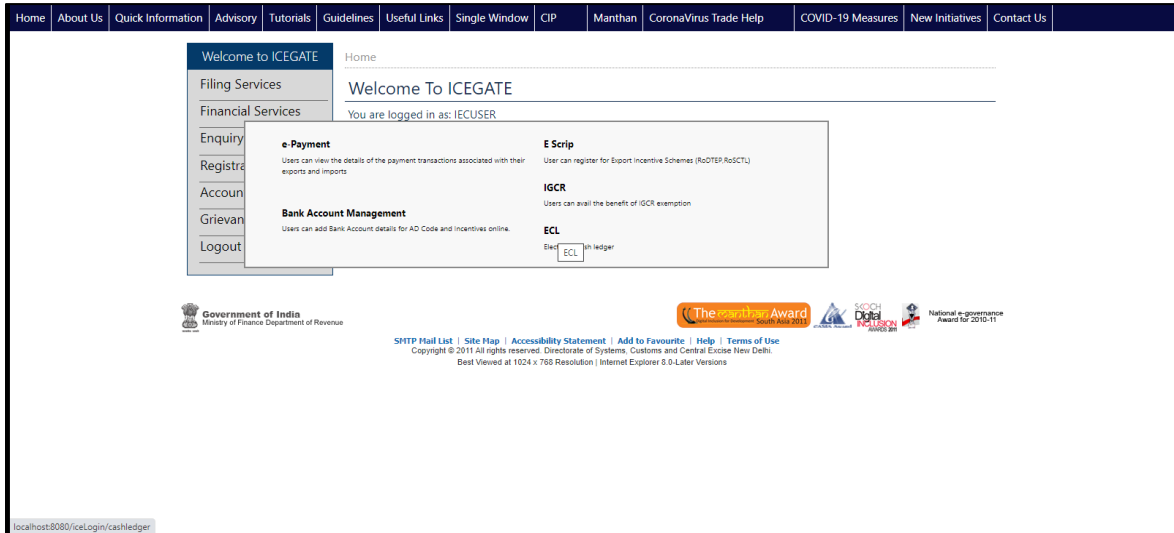 Home About Us Quick Information Advisory Tutorials Guidelines Useful Links Single Window CIP Manthan CoronaVirus Trade Help COVID-19 Measures New Initiatives Contact Us
Welcome to ICEGATE
Filing Services
Financial Services
Enquiry
Registra
Accoun
Grievan
Logout
Home
Welcome To ICEGATE
You are logged in as: IECUSER
e-Payment
Users can view the details of the payment transactions associated with their
exports and imports
Bank Account Management
Users can add Bank Account details for AD Code and Incentives online.
E Scrip
User can register for Export Incentive Schemes (RoDTEP,RoSCTL)
IGCR
Users can avail the benefit of IGCR exemption
ECL
Elect sh ledger
ECL
Government of India
Ministry of Finance Department of Revenue
The manthan Award
South Asia 2011
SKOCH
Digital
INCLUSION
AWARDS 2011
National e-governance
Award for 2010-11
SMTP Mail List | Site Map | Accessibility Statement | Add to Favourite | Help | Terms of Use
Copyright © 2011 All rights reserved. Directorate of Systems, Customs and Central Excise New Delhi.
Best Viewed at 1024 x 768 Resolution | Internet Explorer 8.0-Later Versions
localhost:8080/iceLogin/cashledger